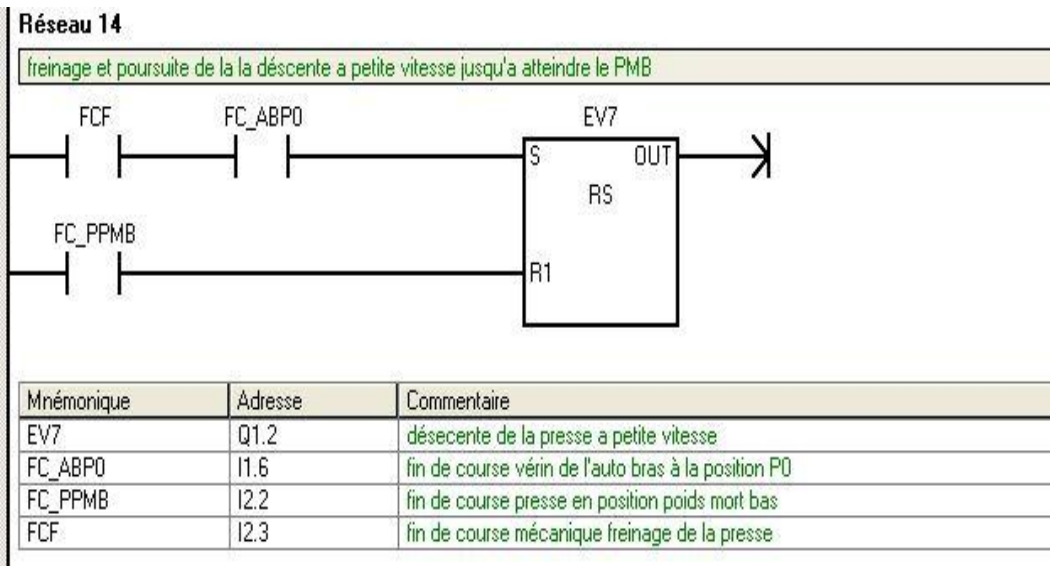 Réseau 14
freinage et poursuite de la la déscente a petite vitesse jusqu'a atteindre le PMB
FCF FC_ABP0 EV7
S OUT
RS
FC_PPMB
R1
Mnémonique Adresse Commentaire
EV7 Q1.2 désecente de la presse a petite vitesse
FC_ABP0 I1.6 fin de course vérin de l'auto bras à la position P0
FC_PPMB I2.2 fin de course presse en position poids mort bas
FCF I2.3 fin de course mécanique freinage de la presse